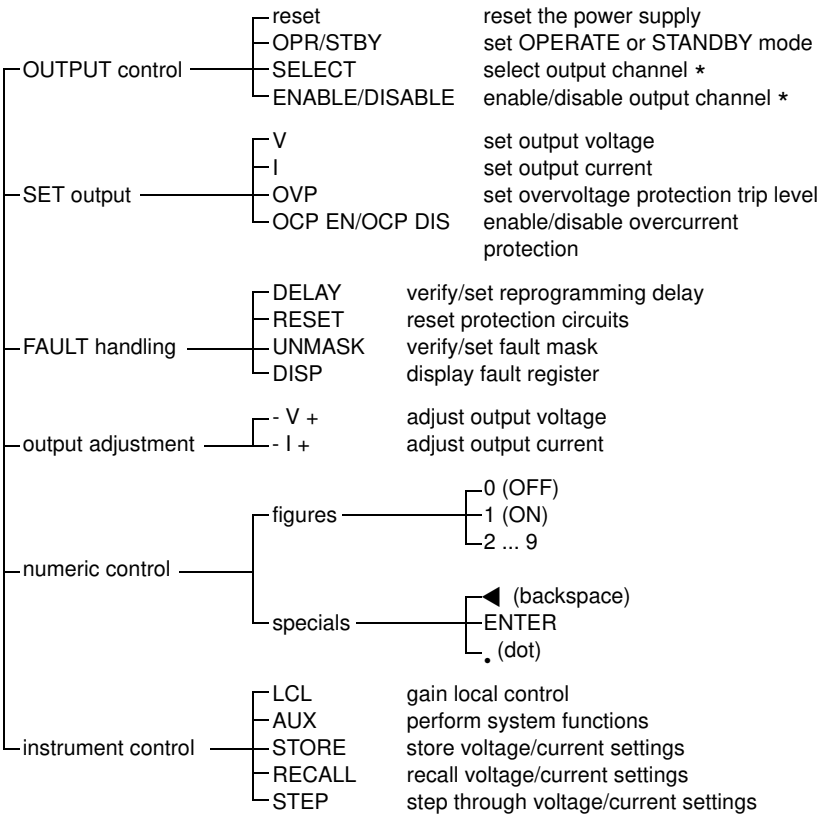 reset reset the power supply
OPR/STBY set OPERATE or STANDBY mode
OUTPUT control SELECT select output channel *
ENABLE/DISABLE enable/disable output channel *
V set output voltage
I set output current
SET output OVP set overvoltage protection trip level
OCP EN/OCP DIS enable/disable overcurrent
protection
DELAY verify/set reprogramming delay
RESET reset protection circuits
FAULT handling UNMASK verify/set fault mask
DISP display fault register
- V + adjust output voltage
output adjustment - I + adjust output current
0 (OFF)
figures 1 (ON)
2 ... 9
numeric control
◀ (backspace)
specials ENTER
. (dot)
LCL gain local control
AUX perform system functions
instrument control STORE store voltage/current settings
RECALL recall voltage/current settings
STEP step through voltage/current settings